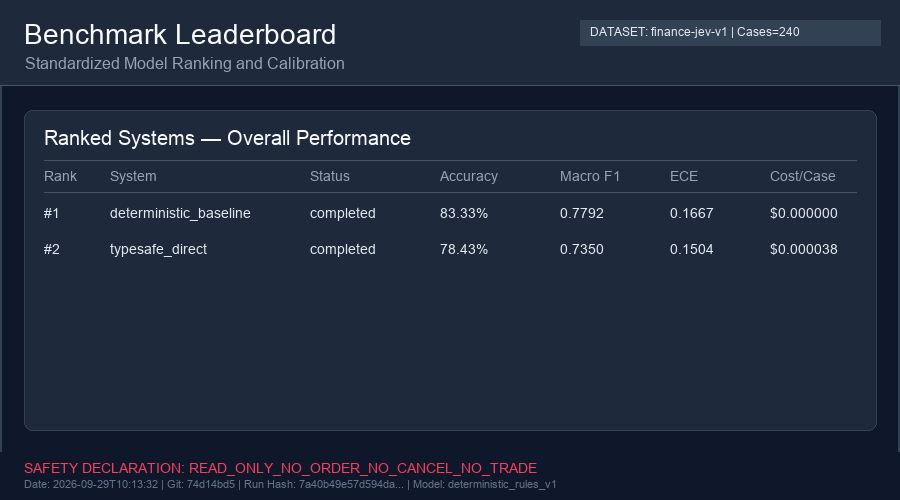 Benchmark Leaderboard
DATASET: finance-jev-v1 | Cases=240
Standardized Model Ranking and Calibration
Ranked Systems — Overall Performance
Rank System Status Accuracy Macro F1 ECE Cost/Case
#1 deterministic_baseline completed 83.33% 0.7792 0.1667 $0.000000
#2 typesafe_direct completed 78.43% 0.7350 0.1504 $0.000038
SAFETY DECLARATION: READ_ONLY_NO_ORDER_NO_CANCEL_NO_TRADE
Date: 2026-09-29T10:13:32 | Git: 74d14bd5 | Run Hash: 7a40b49e57d594da... | Model: deterministic_rules_v1